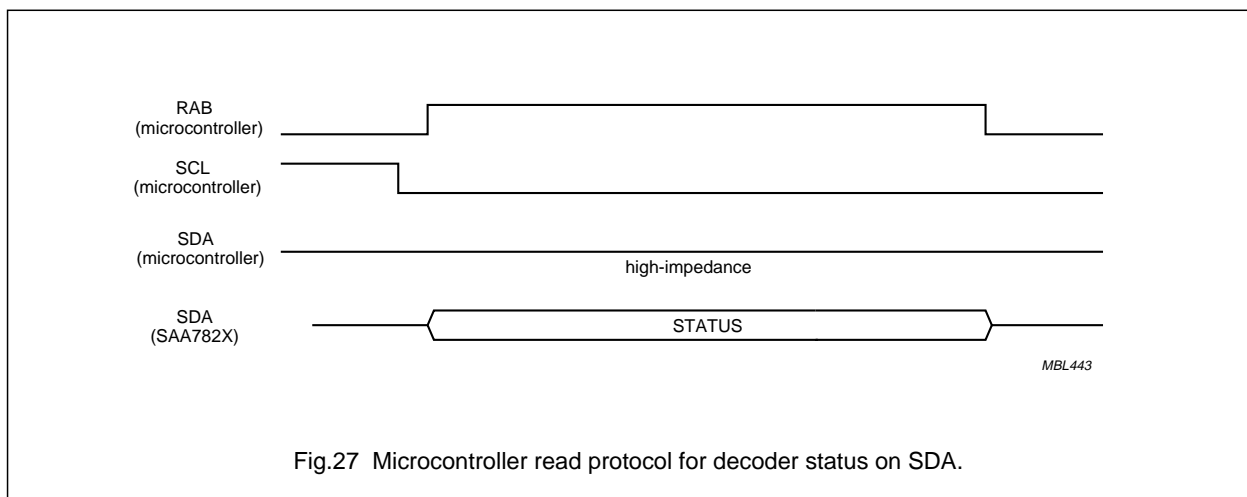 RAB
(microcontroller)
SCL
(microcontroller)
SDA
(microcontroller)
high-impedance
SDA
(SAA782X)
STATUS
MBL443
Fig.27 Microcontroller read protocol for decoder status on SDA.